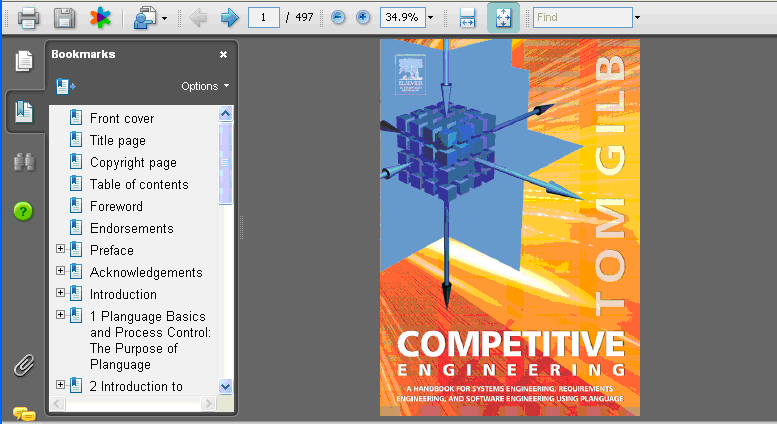 1 / 497 34.9% Find
Bookmarks
Options
Front cover
Title page
Copyright page
Table of contents
Foreword
Endorsements
Preface
Acknowledgements
Introduction
1 Planguage Basics
and Process Control:
The Purpose of
Planguage
2 Introduction to
ELSEVIER
TOM GILB
COMPETITIVE
ENGINEERING
A HANDBOOK FOR SYSTEMS ENGINEERING, REQUIREMENTS
ENGINEERING, AND SOFTWARE ENGINEERING USING PLANGUAGE